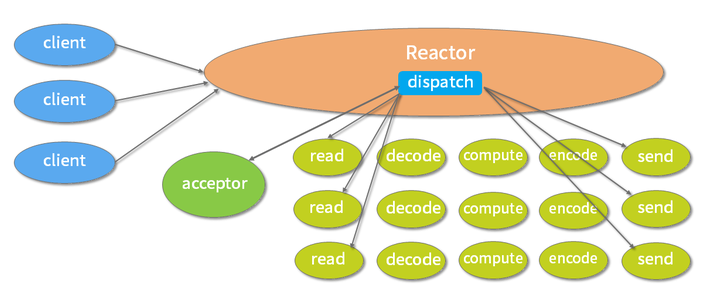 client
Reactor
dispatch
client
client
acceptor
read decode compute encode send
read decode compute encode send
read decode compute encode send